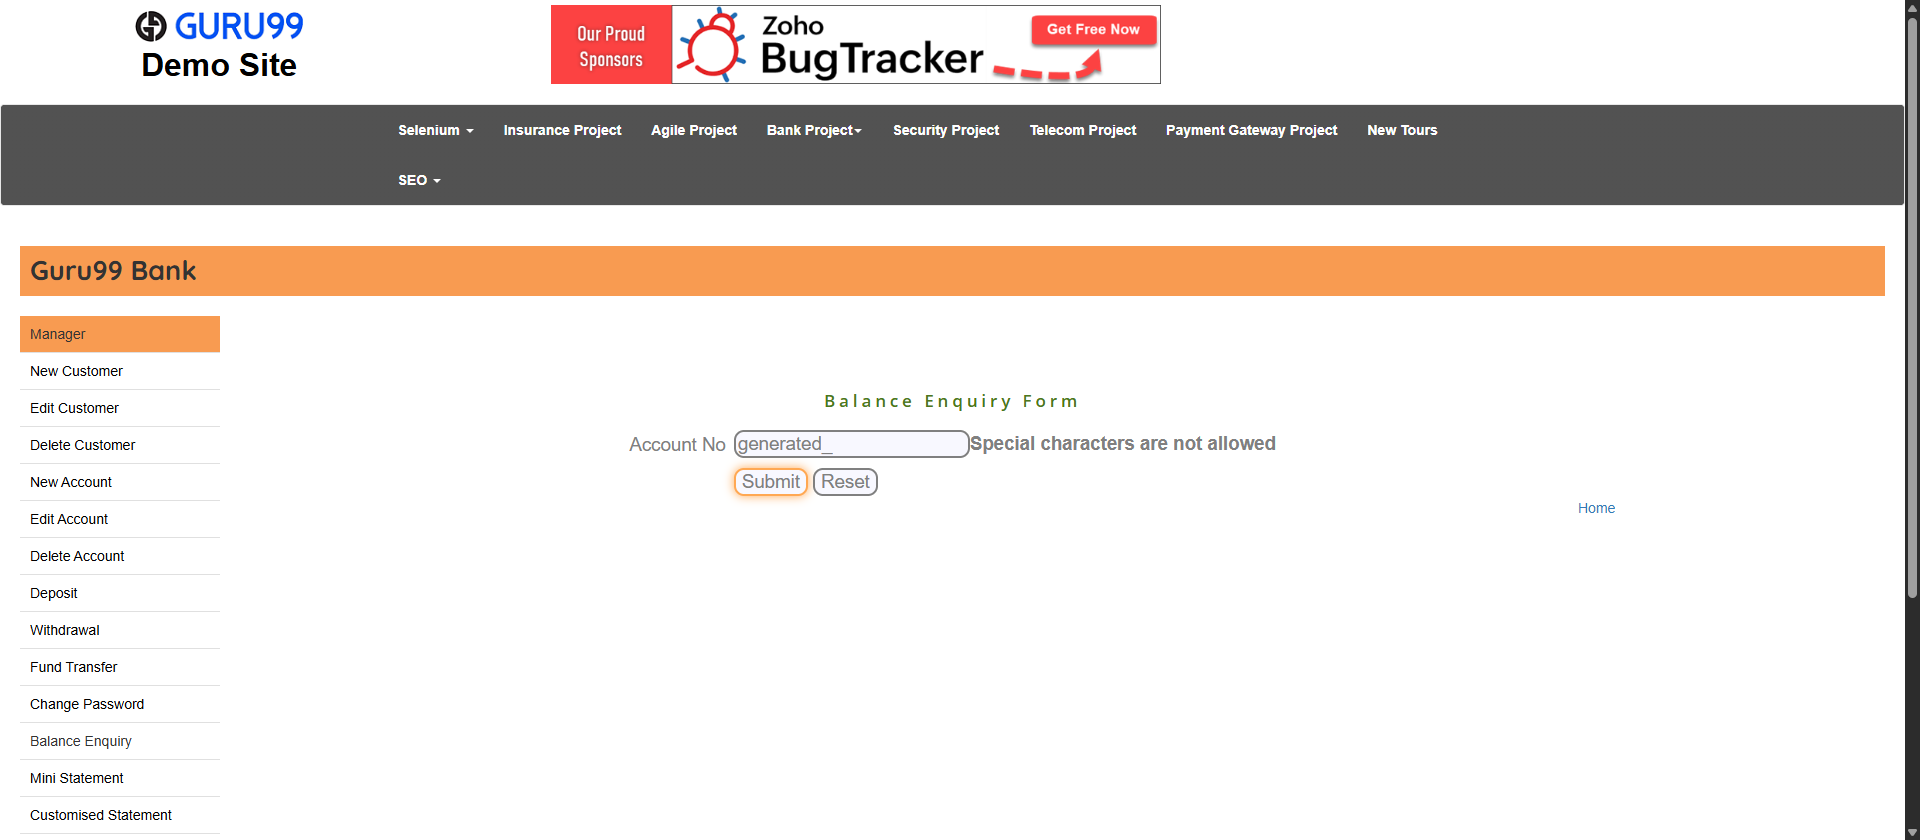 GURU99
Demo Site
Our Proud
Sponsors
Zoho
BugTracker
Get Free Now
Selenium
Insurance Project
Agile Project
Bank Project
Security Project
Telecom Project
Payment Gateway Project
New Tours
SEO
Guru99 Bank
Manager
New Customer
Edit Customer
Delete Customer
New Account
Edit Account
Delete Account
Deposit
Withdrawal
Fund Transfer
Change Password
Balance Enquiry
Mini Statement
Customised Statement
Balance Enquiry Form
Account No generated_ Special characters are not allowed
Submit Reset
Home